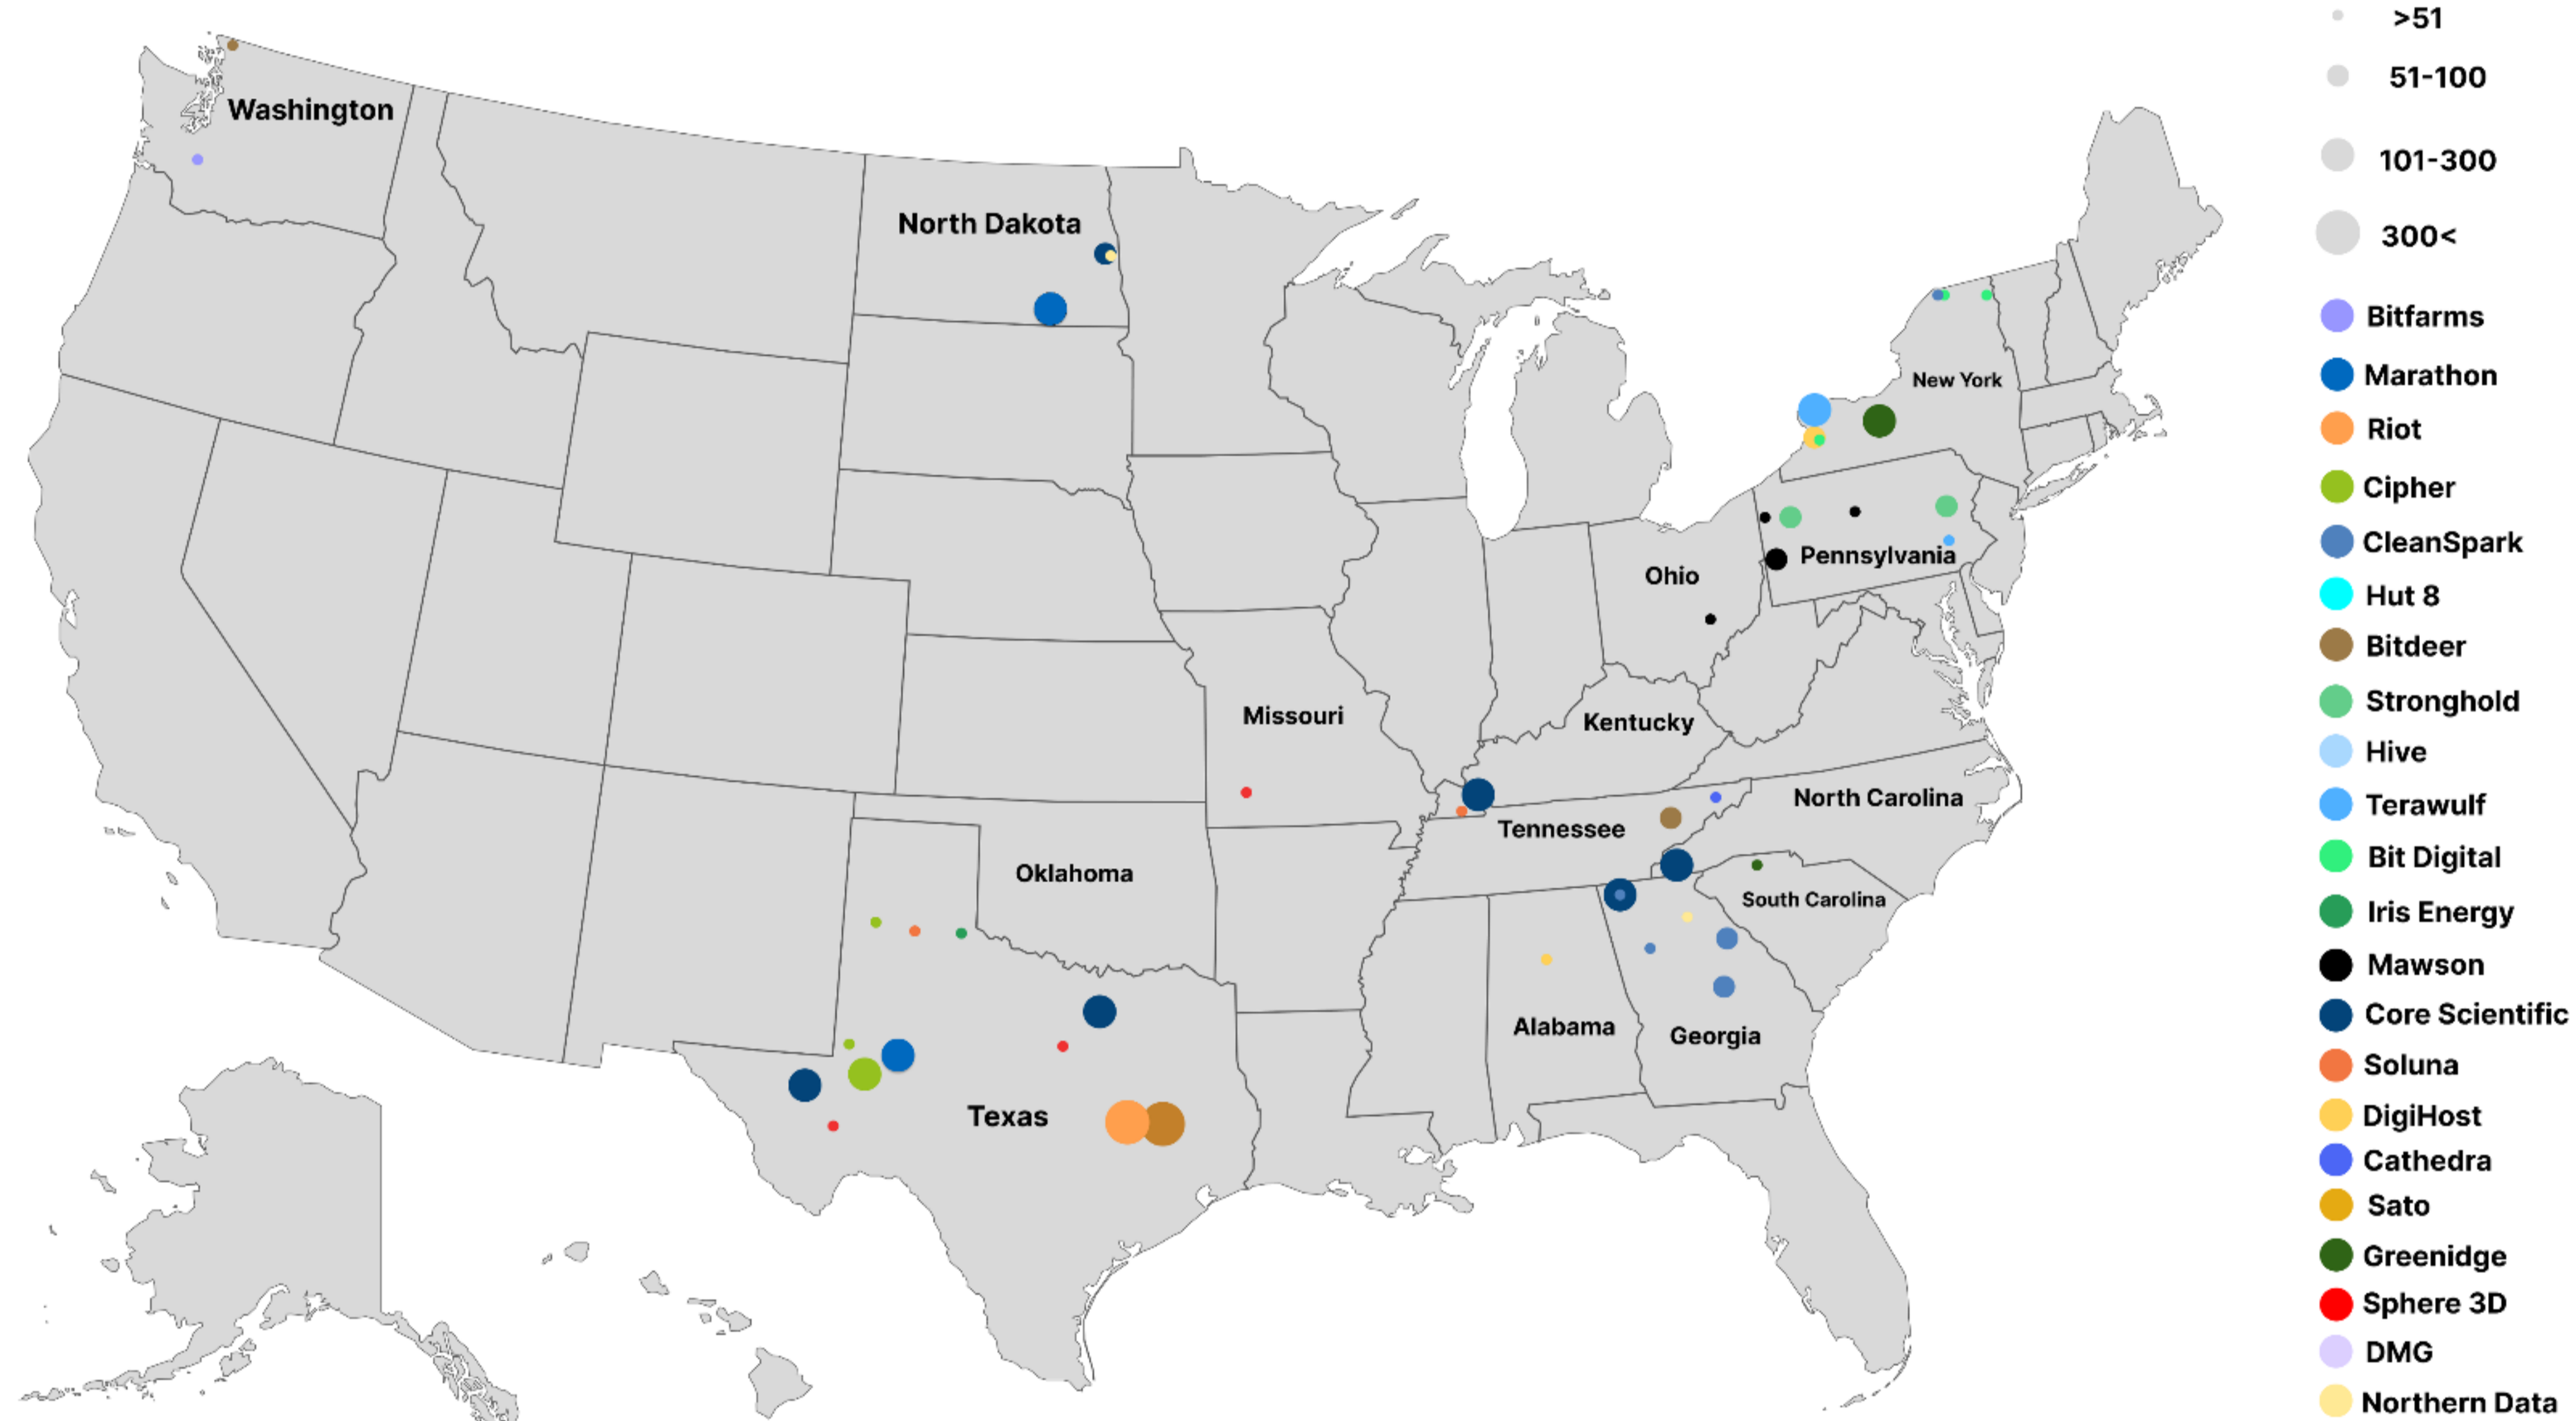 >51
51-100
101-300
300<
Washington
North Dakota
New York
Pennsylvania
Ohio
Missouri
Kentucky
North Carolina
Tennessee
Oklahoma
South Carolina
Alabama
Georgia
Texas
Bitfarms
Marathon
Riot
Cipher
CleanSpark
Hut 8
Bitdeer
Stronghold
Hive
Terawulf
Bit Digital
Iris Energy
Mawson
Core Scientific
Soluna
DigiHost
Cathedra
Sato
Greenidge
Sphere 3D
DMG
Northern Data